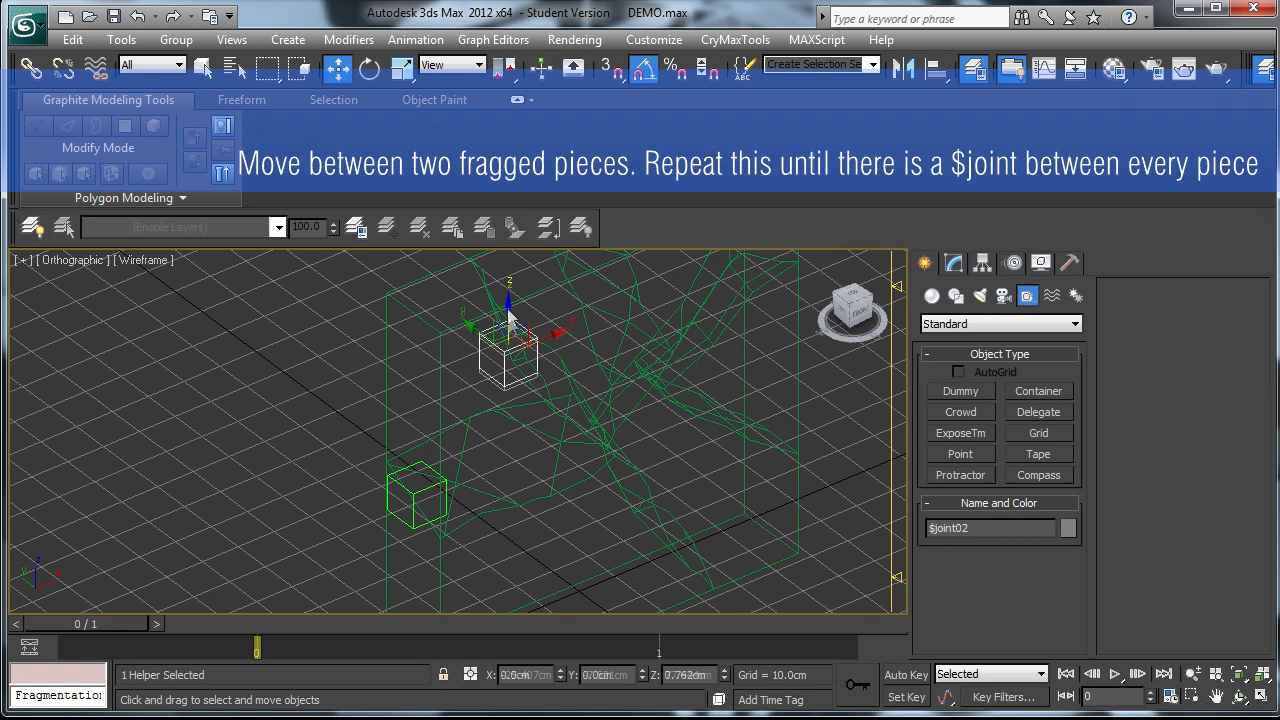 Autodesk 3ds Max 2012 x64 - Student Version DEMO.max
Type a keyword or phrase
Edit Tools Group Views Create Modifiers Animation Graph Editors Rendering Customize CryMaxTools MAXScript Help
All View Create Selection Se
Graphite Modeling Tools Freeform Selection Object Paint
Modify Mode
Move between two fragged pieces. Repeat this until there is a $joint between every piece
Polygon Modeling
(Enable Layers) 100.0
[ + ] [ Orthographic ] [ Wireframe ]
Standard
Object Type
AutoGrid
Dummy Container
Crowd Delegate
ExposeTm Grid
Point Tape
Protractor Compass
Name and Color
$joint02
0 / 1
0 1
1 Helper Selected X: Y: Z: Grid = 10.0cm Auto Key Selected
Fragmentatio Click and drag to select and move objects Add Time Tag Set Key Key Filters... 0